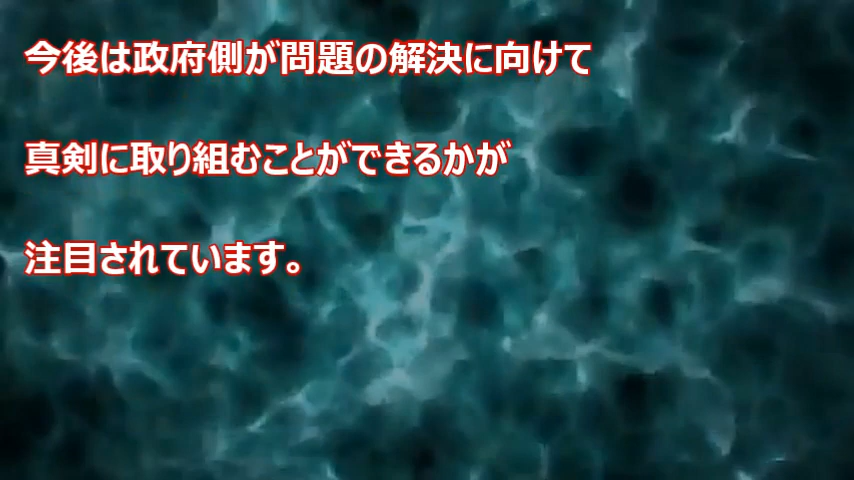 今後は政府側が問題の解決に向けて
真剣に取り組むことができるかが
注目されています。